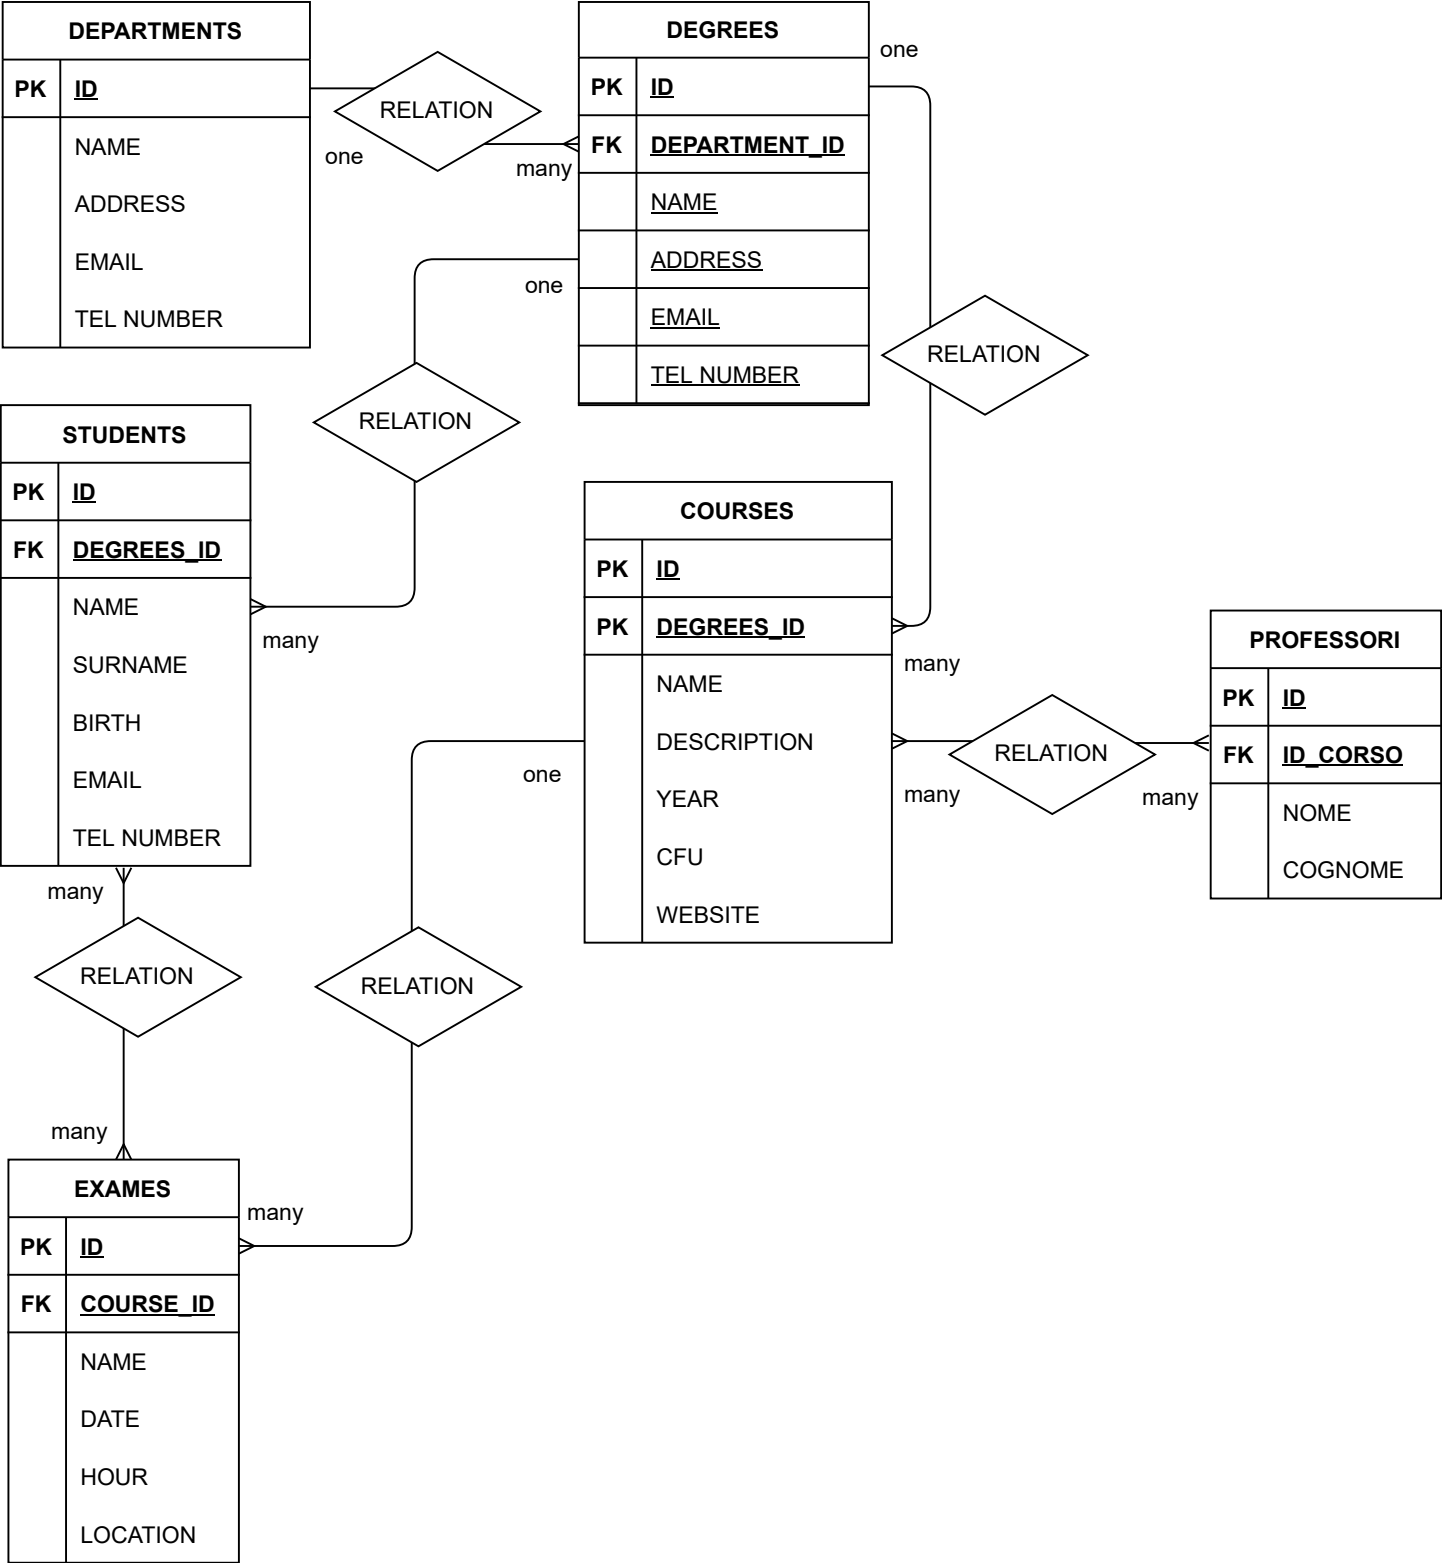 DEPARTMENTS
PK ID
NAME
ADDRESS
EMAIL
TEL NUMBER
one
RELATION
many
DEGREES
PK ID
FK DEPARTMENT_ID
NAME
ADDRESS
EMAIL
TEL NUMBER
one
RELATION
many
one
RELATION
many
STUDENTS
PK ID
FK DEGREES_ID
NAME
SURNAME
BIRTH
EMAIL
TEL NUMBER
many
RELATION
many
COURSES
PK ID
PK DEGREES_ID
NAME
DESCRIPTION
YEAR
CFU
WEBSITE
many
RELATION
many
PROFESSORI
PK ID
FK ID_CORSO
NOME
COGNOME
one
RELATION
many
EXAMES
PK ID
FK COURSE_ID
NAME
DATE
HOUR
LOCATION